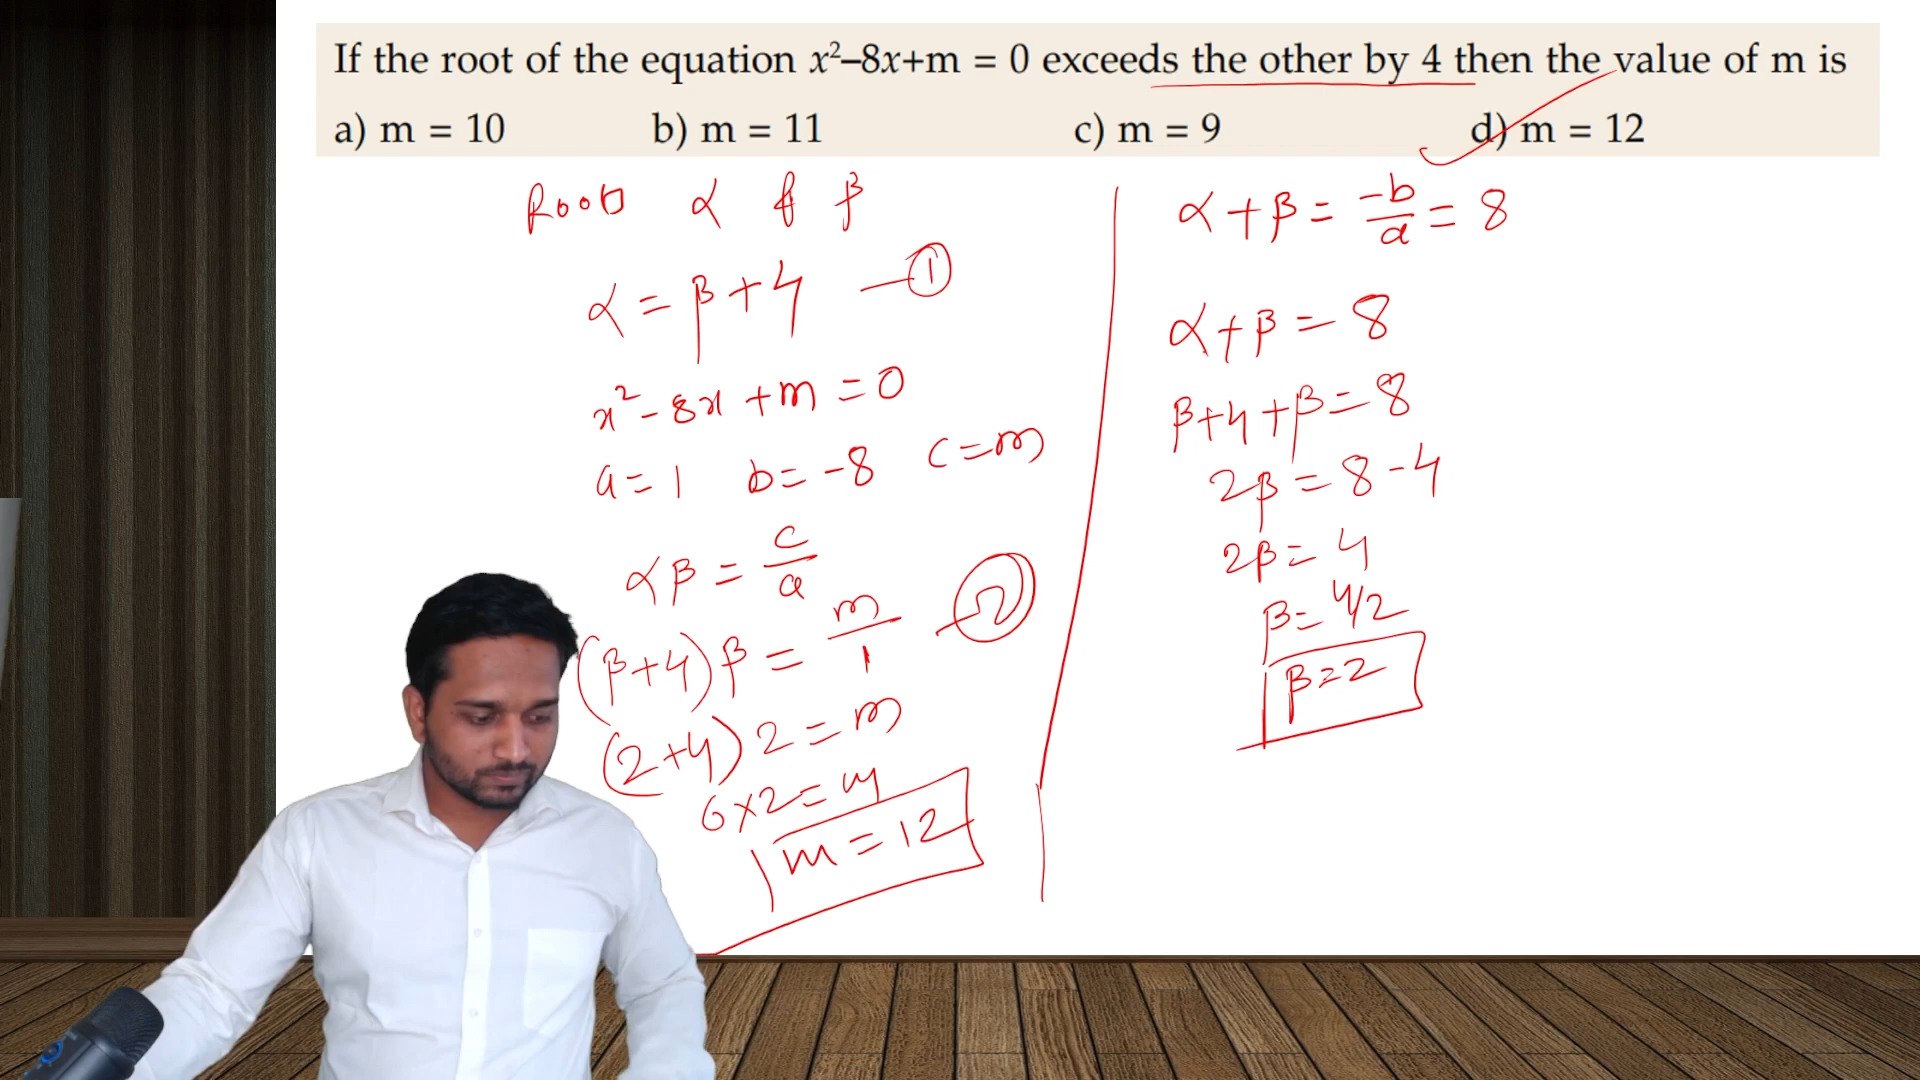 If the root of the equation x²–8x+m = 0 exceeds the other by 4 then the value of m is
a) m = 10 b) m = 11 c) m = 9 d) m = 12
Roots α & β
α = β+4 —①
x² - 8x + m = 0
a = 1 b = -8 c = m
αβ = c/a
(β+4)β = m/1 —②
(2+4)2 = m
6×2 = m
m = 12
α+β = -b/a = 8
α+β = 8
β+4+β = 8
2β = 8-4
2β = 4
β = 4/2
β = 2